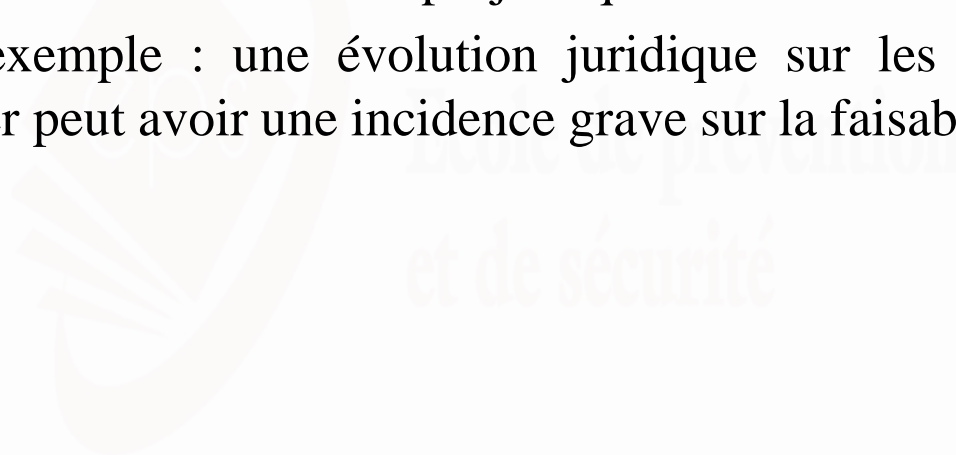 exemple : une évolution juridique sur les
r peut avoir une incidence grave sur la faisab
Ecole de prévention
et de sécurité